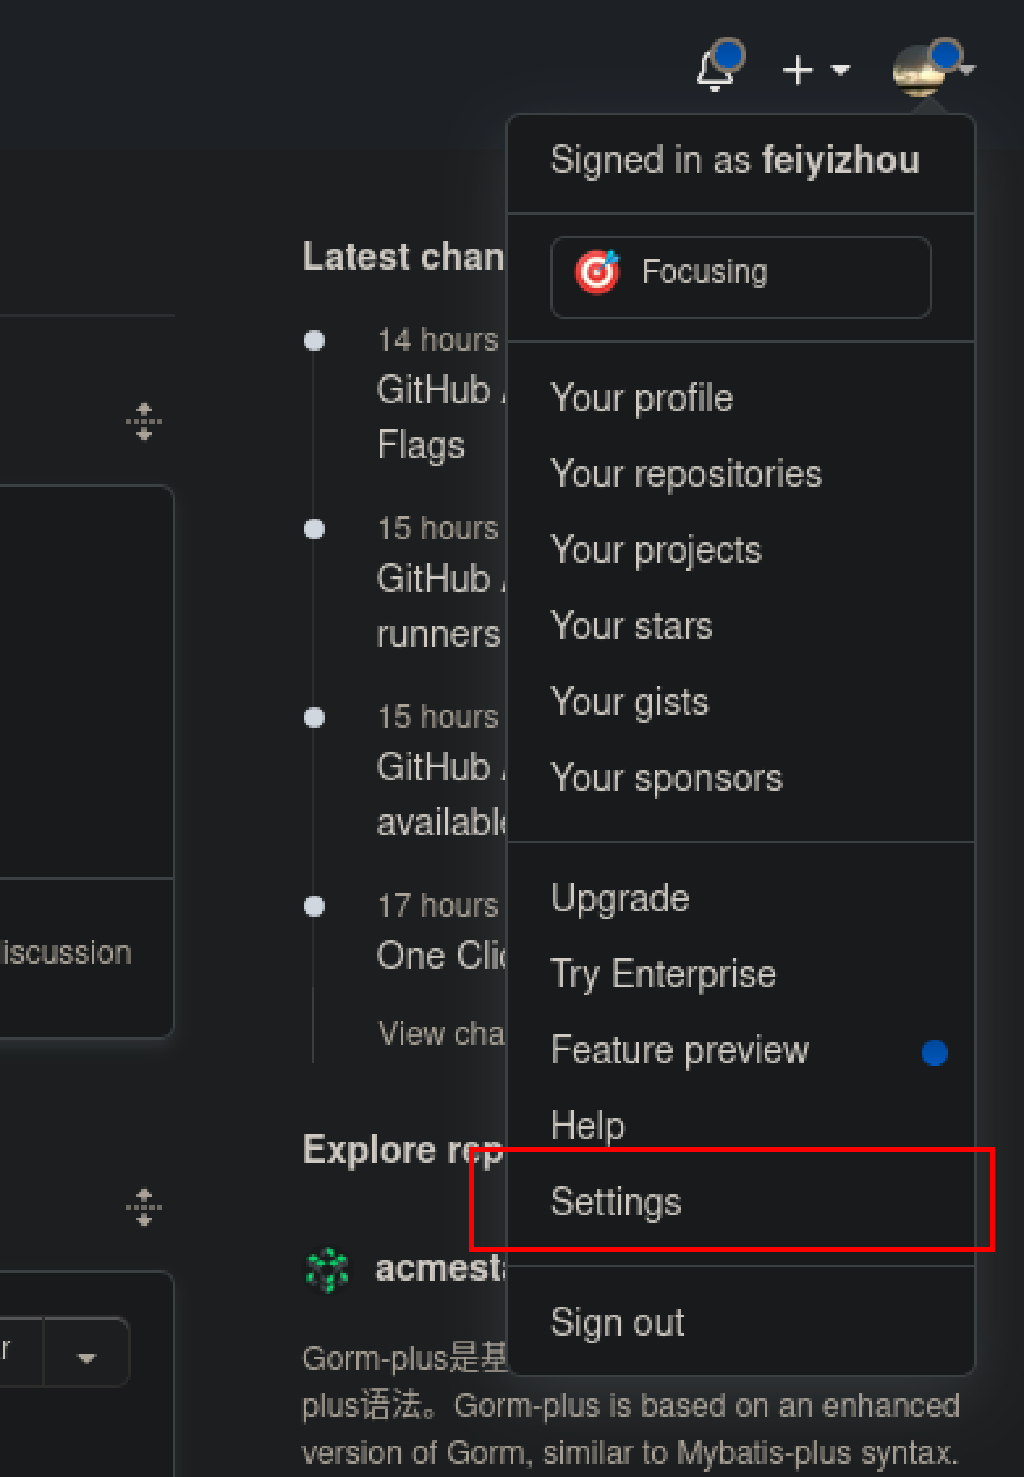 Signed in as feiyizhou
Focusing
Your profile
Your repositories
Your projects
Your stars
Your gists
Your sponsors
Upgrade
Try Enterprise
Feature preview
Help
Settings
Sign out
Latest chan
14 hours
GitHub
Flags
15 hours
GitHub
runners
15 hours
GitHub
available
17 hours
One Clic
View cha
Explore rep
acmesta
Gorm-plus是基
plus语法。Gorm-plus is based on an enhanced
version of Gorm, similar to Mybatis-plus syntax.
iscussion
r